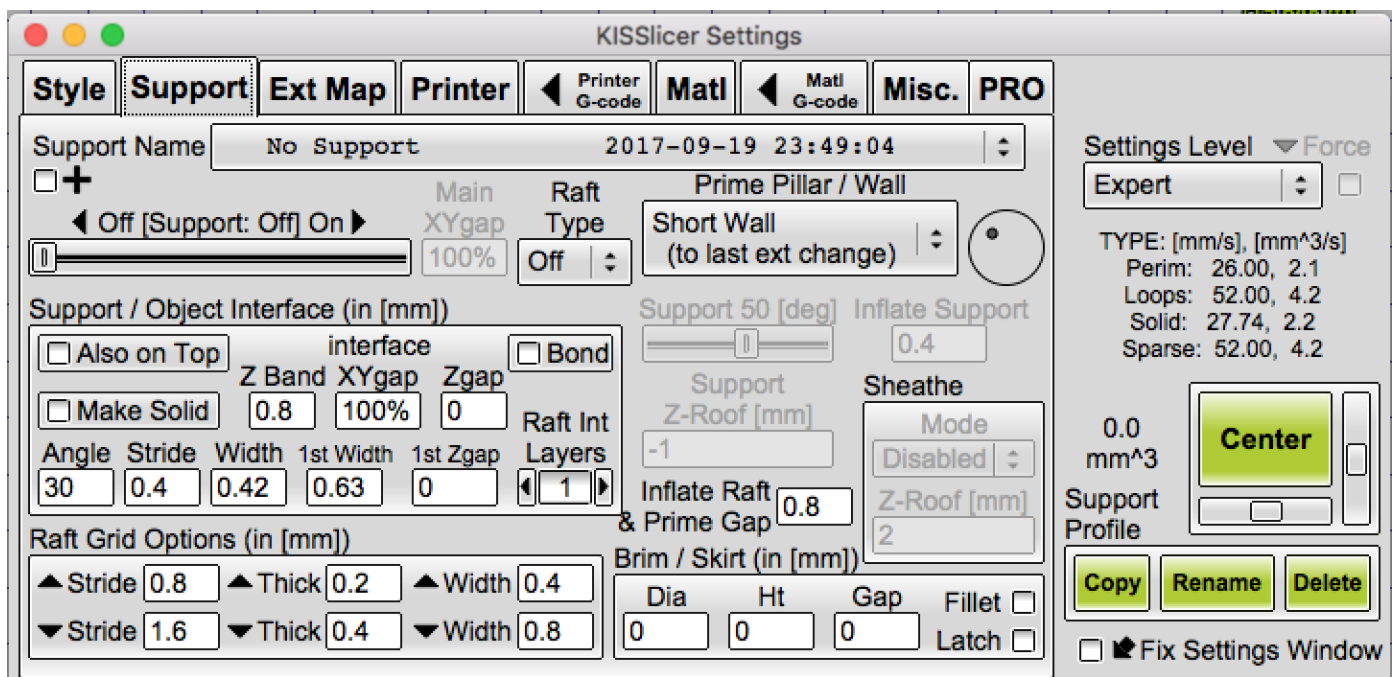 KISSlicer Settings
Style Support Ext Map Printer Printer G-code Matl Matl G-code Misc. PRO
Support Name No Support 2017-09-19 23:49:04
Settings Level Force
Expert
Off [Support: Off] On
Main XYgap
100%
Raft Type
Off
Prime Pillar / Wall
Short Wall
(to last ext change)
TYPE: [mm/s], [mm^3/s]
Perim: 26.00, 2.1
Loops: 52.00, 4.2
Solid: 27.74, 2.2
Sparse: 52.00, 4.2
Support / Object Interface (in [mm])
Also on Top
interface
Bond
Z Band XYgap Zgap
Make Solid 0.8 100% 0
Raft Int Layers
1
Angle Stride Width 1st Width 1st Zgap
30 0.4 0.42 0.63 0
Support 50 [deg]
Inflate Support
0.4
Support
Z-Roof [mm]
-1
Sheathe
Mode
Disabled
Z-Roof [mm]
2
Inflate Raft
& Prime Gap 0.8
0.0
mm^3
Center
Support
Profile
Copy Rename Delete
Fix Settings Window
Raft Grid Options (in [mm])
Stride 0.8 Thick 0.2 Width 0.4
Stride 1.6 Thick 0.4 Width 0.8
Brim / Skirt (in [mm])
Dia Ht Gap Fillet
0 0 0 Latch